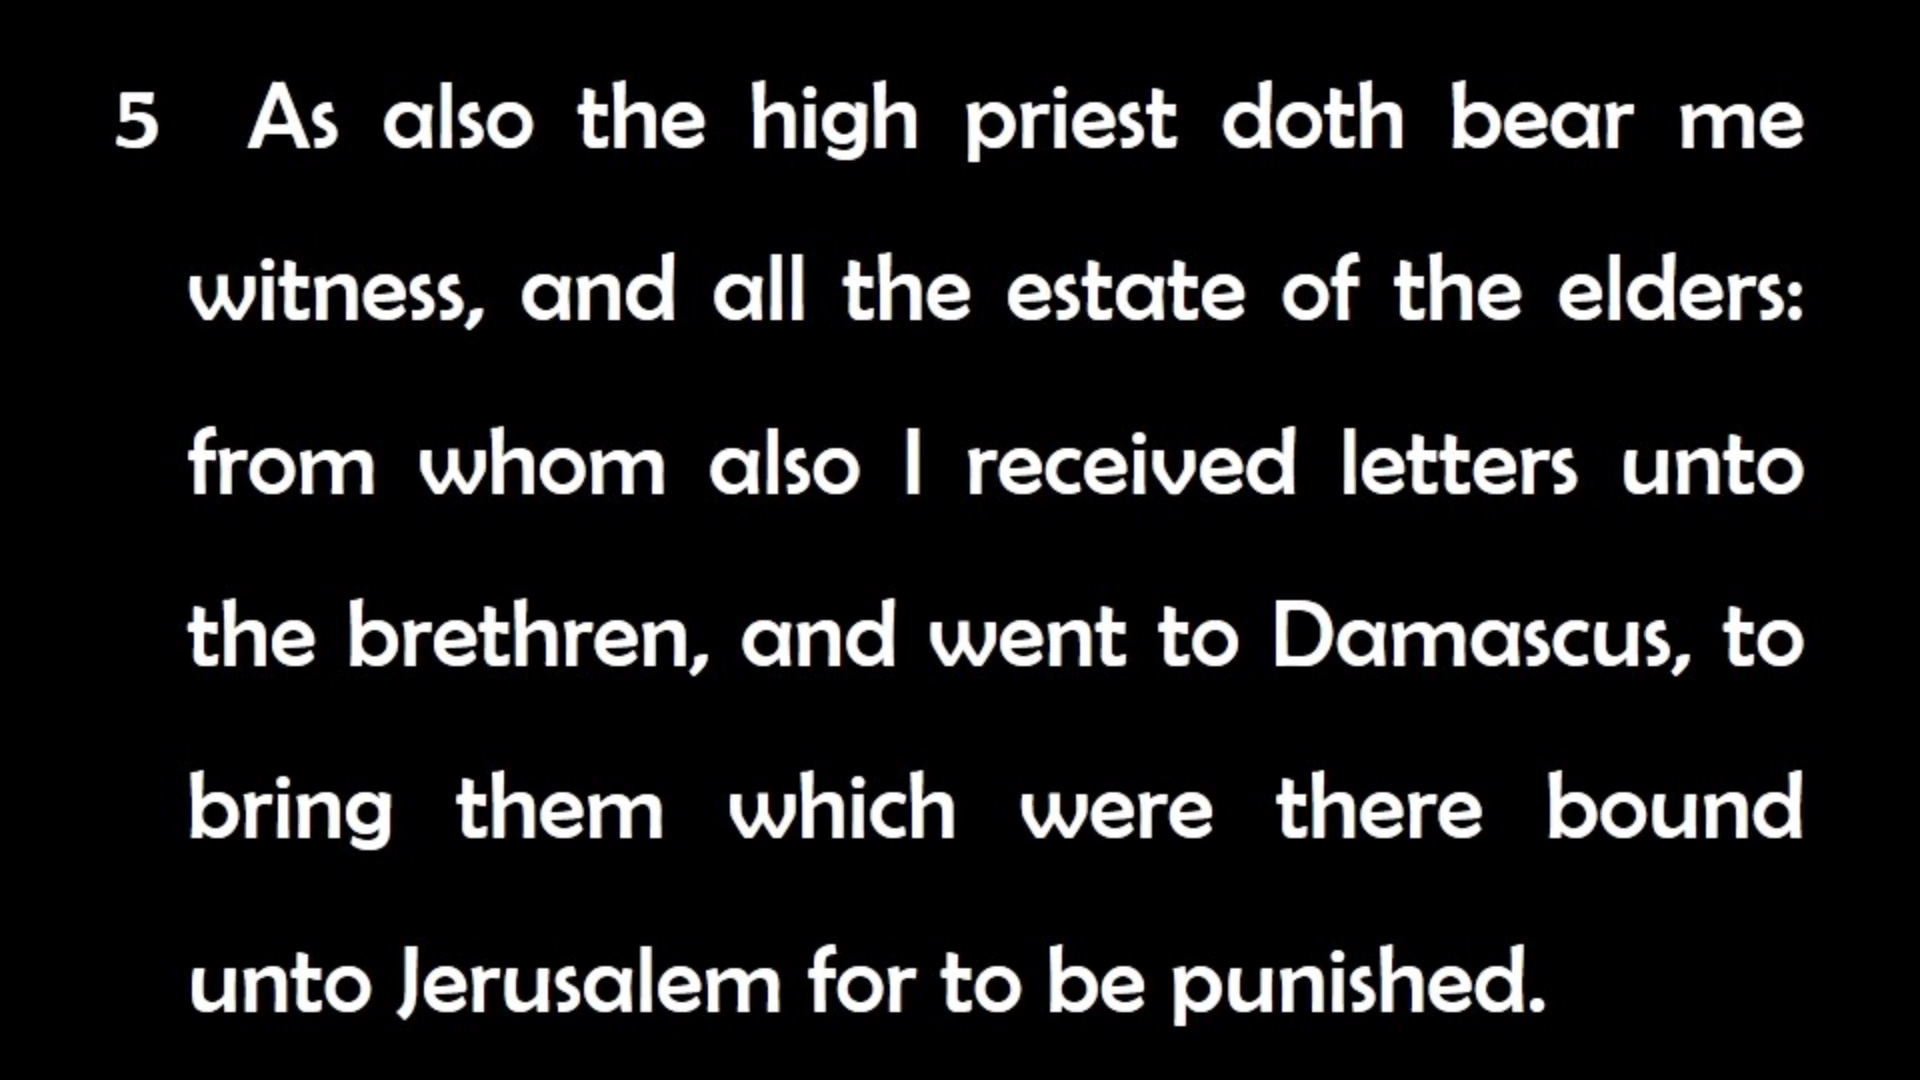 5 As also the high priest doth bear me
witness, and all the estate of the elders:
from whom also I received letters unto
the brethren, and went to Damascus, to
bring them which were there bound
unto Jerusalem for to be punished.